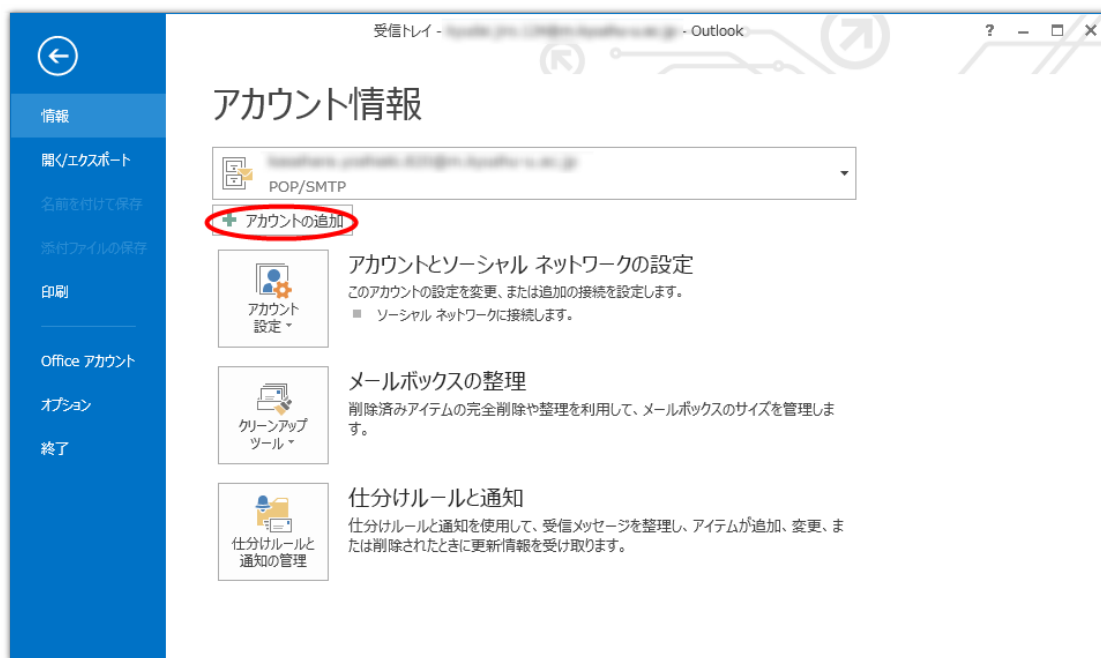 受信トレイ - - Outlook
?
情報
開く/エクスポート
名前を付けて保存
添付ファイルの保存
印刷
Office アカウント
オプション
終了
アカウント情報
POP/SMTP
アカウントの追加
アカウント
設定
アカウントとソーシャル ネットワークの設定
このアカウントの設定を変更、または追加の接続を設定します。
ソーシャル ネットワークに接続します。
クリーンアップ
ツール
メールボックスの整理
削除済みアイテムの完全削除や整理を利用して、メールボックスのサイズを管理しま
す。
仕分けルールと
通知の管理
仕分けルールと通知
仕分けルールと通知を使用して、受信メッセージを整理し、アイテムが追加、変更、ま
たは削除されたときに更新情報を受け取ります。